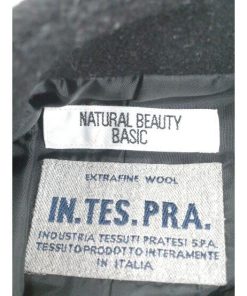 NATURAL BEAUTY
BASIC
EXTRAFINE WOOL
IN.TES.PRA.
INDUSTRIA TESSUTI PRATESI S.P.A.
TESSUTO PRODOTTO INTERAMENTE
IN ITALIA